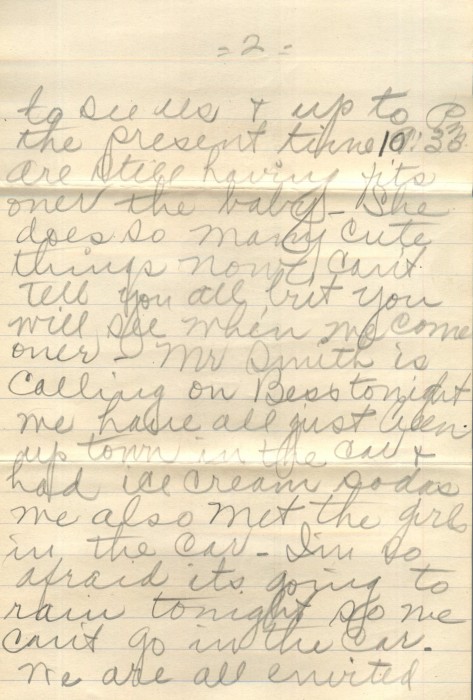 = 2 =
to see us & up to
the present time 10:35 P.M.
are still having fits
over the baby - She
does so many cute
things now, can't
tell you all but you
will see when we come
over - Mr Smith is
calling on Bess tonight
we have all just been
up town in the car &
had ice cream sodas
we also met the girls
in the car - I'm so
afraid its going to
rain tonight so we
can't go in the car.
We are all envited